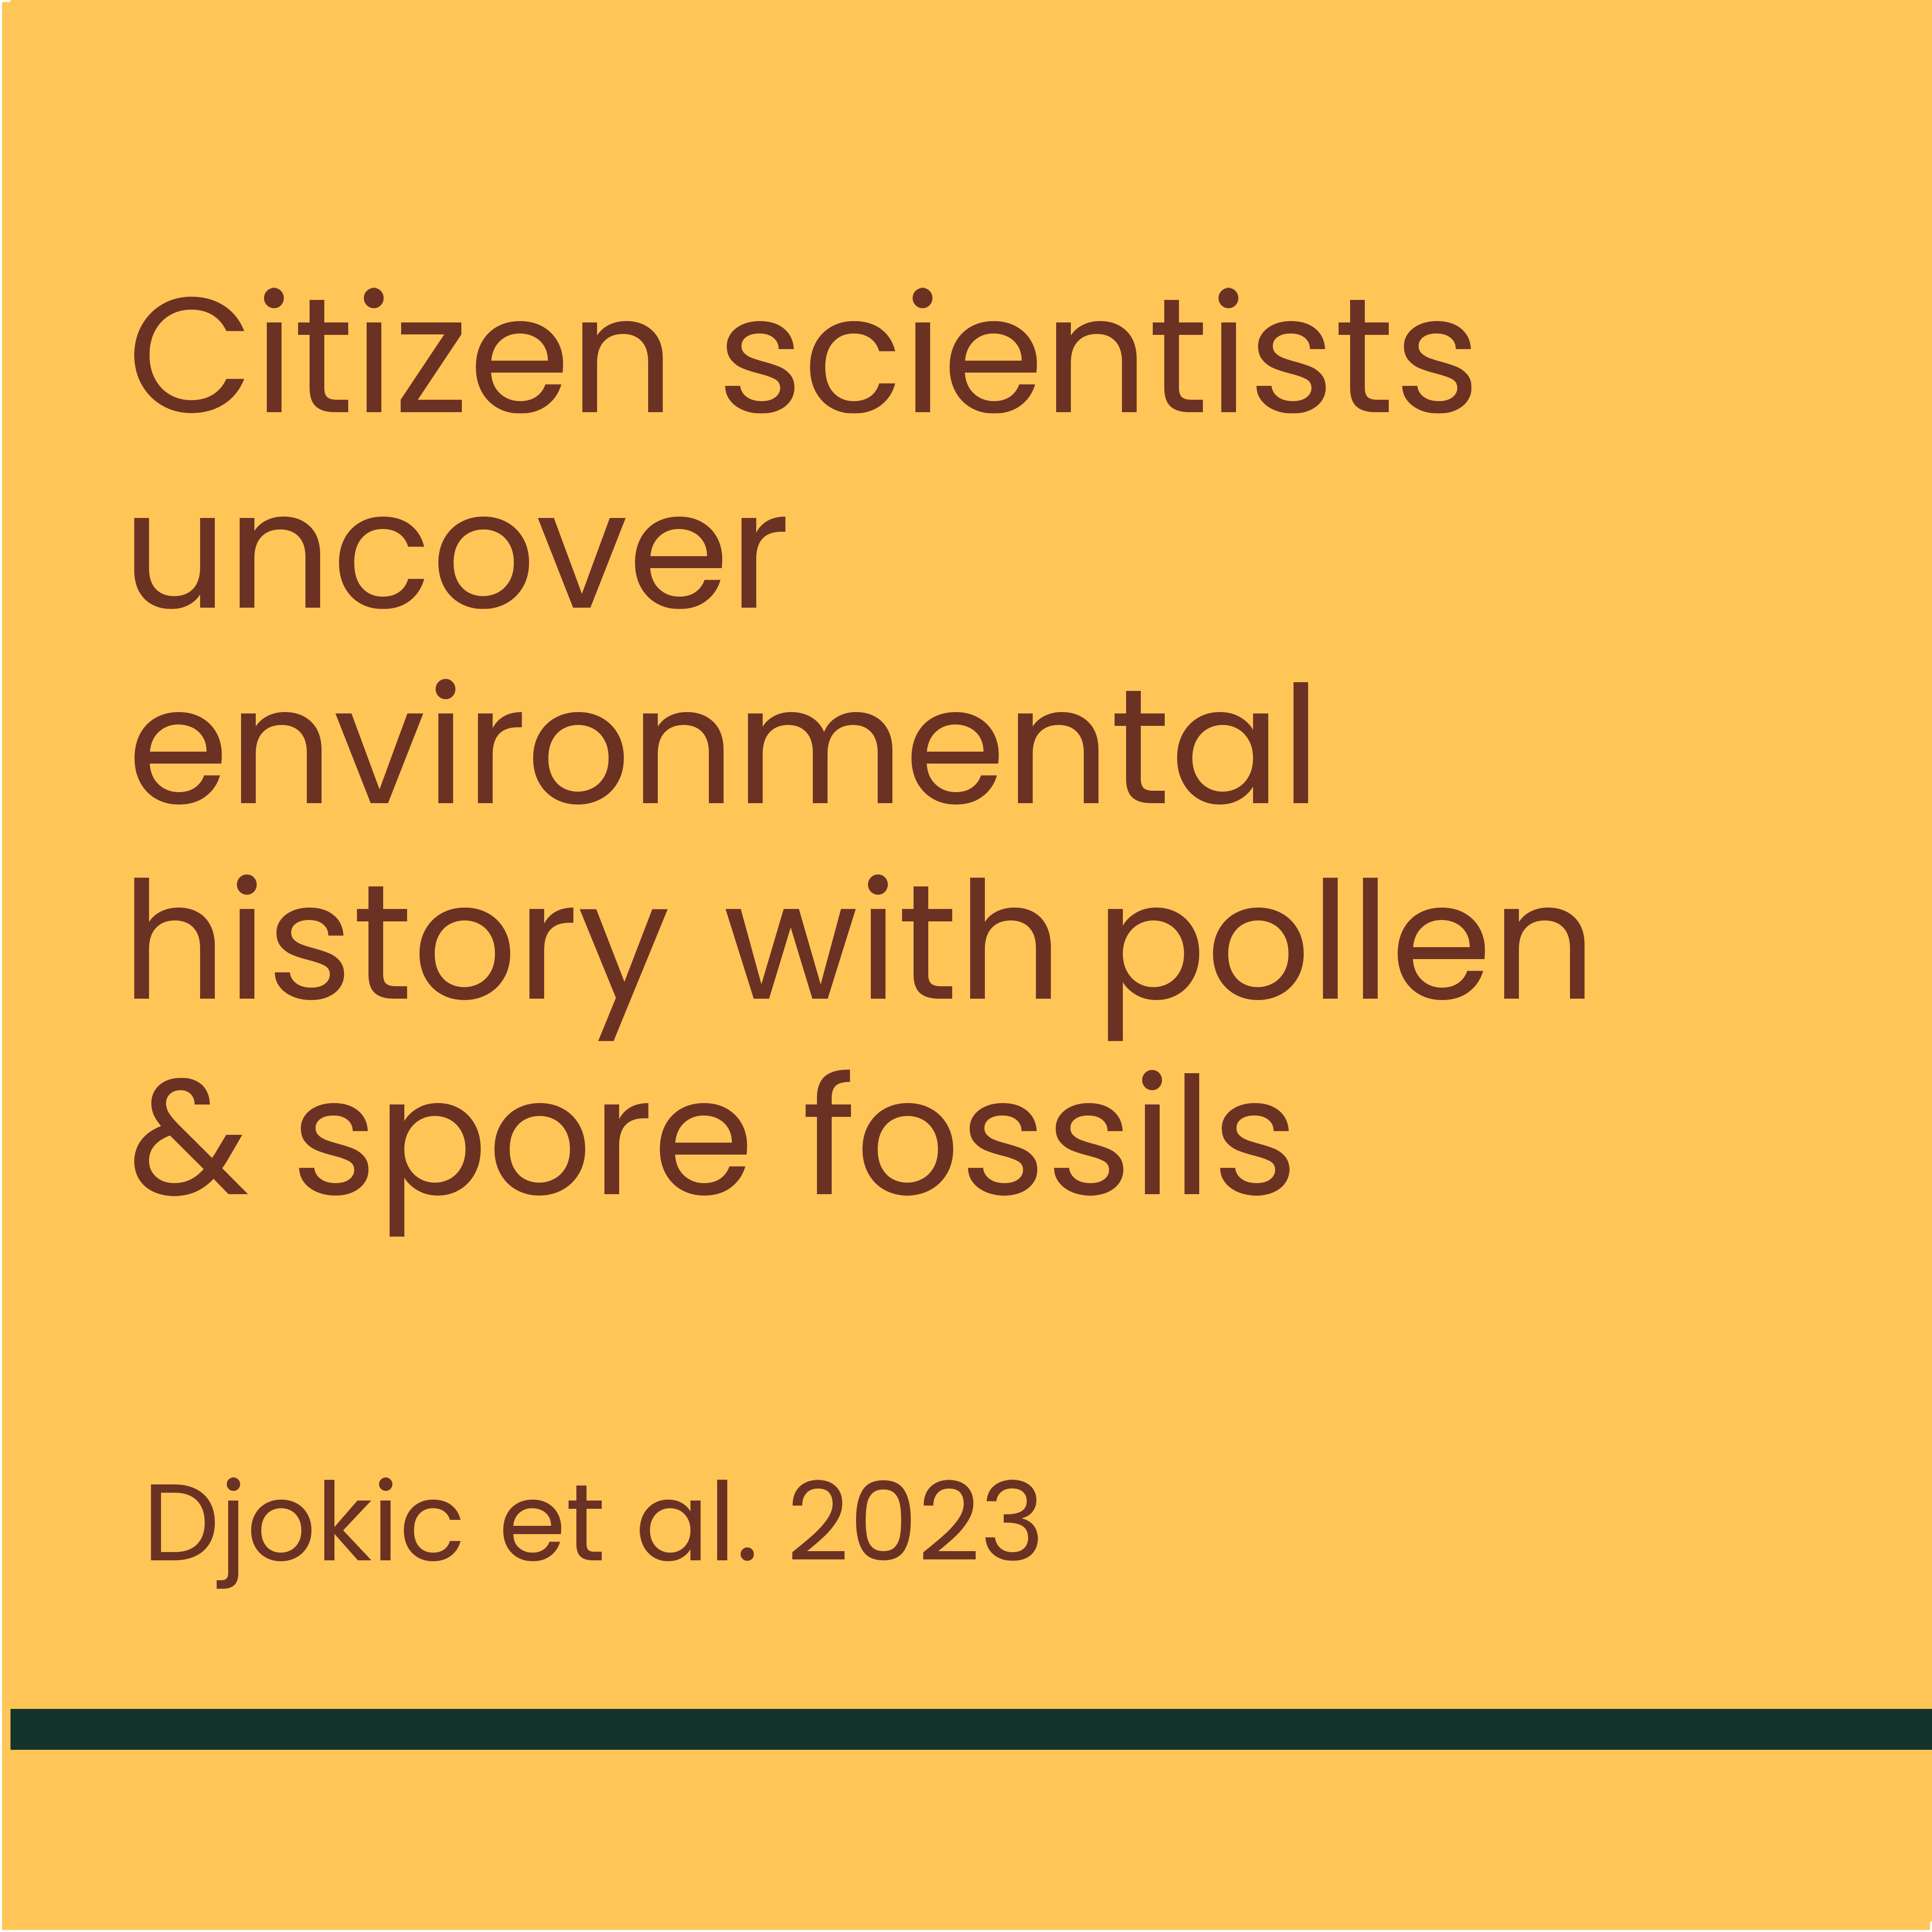 Citizen scientists
uncover
environmental
history with pollen
& spore fossils
Djokic et al. 2023